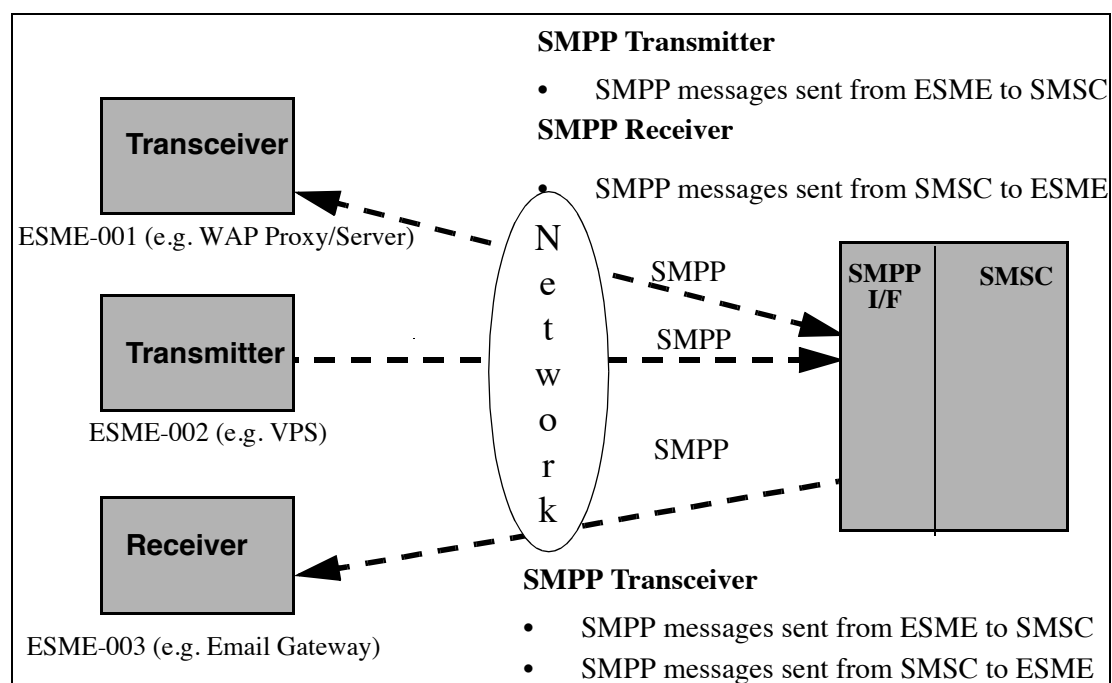 SMPP Transmitter
• SMPP messages sent from ESME to SMSC
SMPP Receiver
• SMPP messages sent from SMSC to ESME
Transceiver
ESME-001 (e.g. WAP Proxy/Server)
Transmitter
ESME-002 (e.g. VPS)
Receiver
ESME-003 (e.g. Email Gateway)
N
e
t
w
o
r
k
SMPP
SMPP
SMPP
SMPP
I/F
SMSC
SMPP Transceiver
• SMPP messages sent from ESME to SMSC
• SMPP messages sent from SMSC to ESME